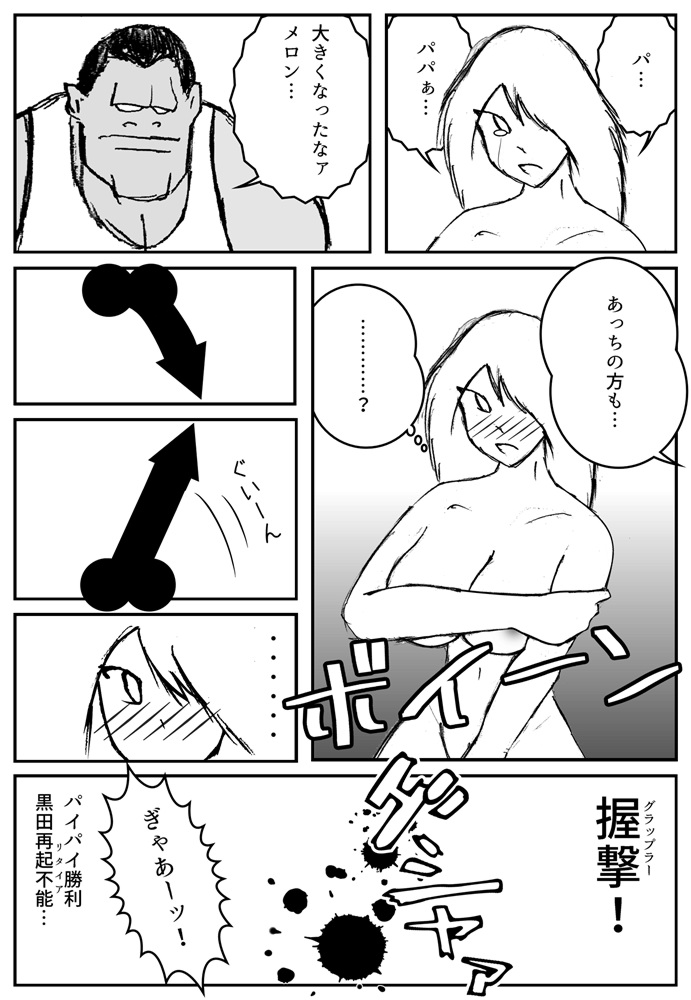 パ…
パパぁ…
大きくなったなァ
メロン…
あっちの方も…
…………？
ボイーン
ぐいーん
………
握撃！
グラップラー
グシャァ
ぎゃあーッ！
パイパイ勝利
黒田再起不能…
リタイア